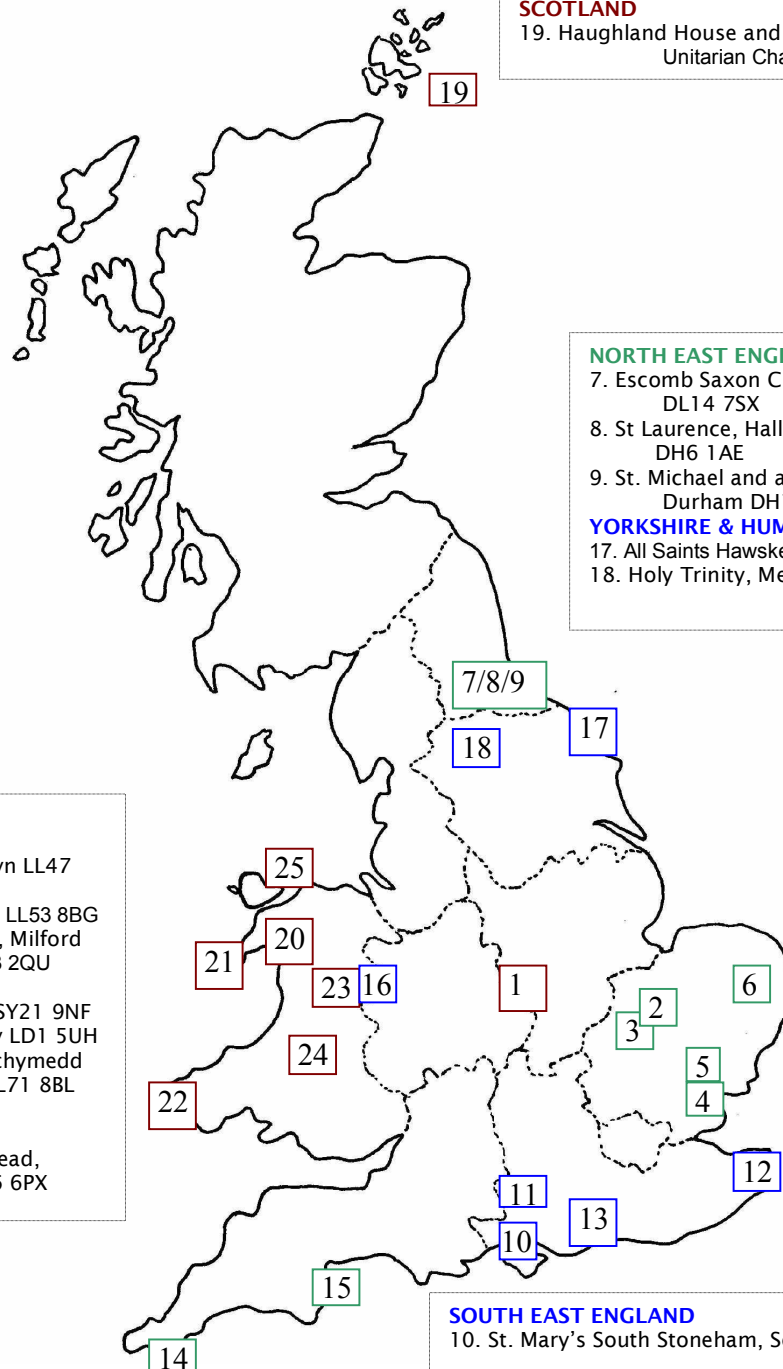 SCOTLAND
19. Haughland House and
Unitarian Cha
19
NORTH EAST ENGL
7. Escomb Saxon C
DL14 7SX
8. St Laurence, Hall
DH6 1AE
9. St. Michael and a
Durham DH
YORKSHIRE & HUM
17. All Saints Hawske
18. Holy Trinity, Me
7/8/9
17
18
yn LL47
LL53 8BG
, Milford
2QU
SY21 9NF
LD1 5UH
chymedd
L71 8BL
ead,
6PX
25
20
21
23
16
1
6
2
3
24
5
4
22
12
11
13
10
15
14
SOUTH EAST ENGLAND
10. St. Mary's South Stoneham, S